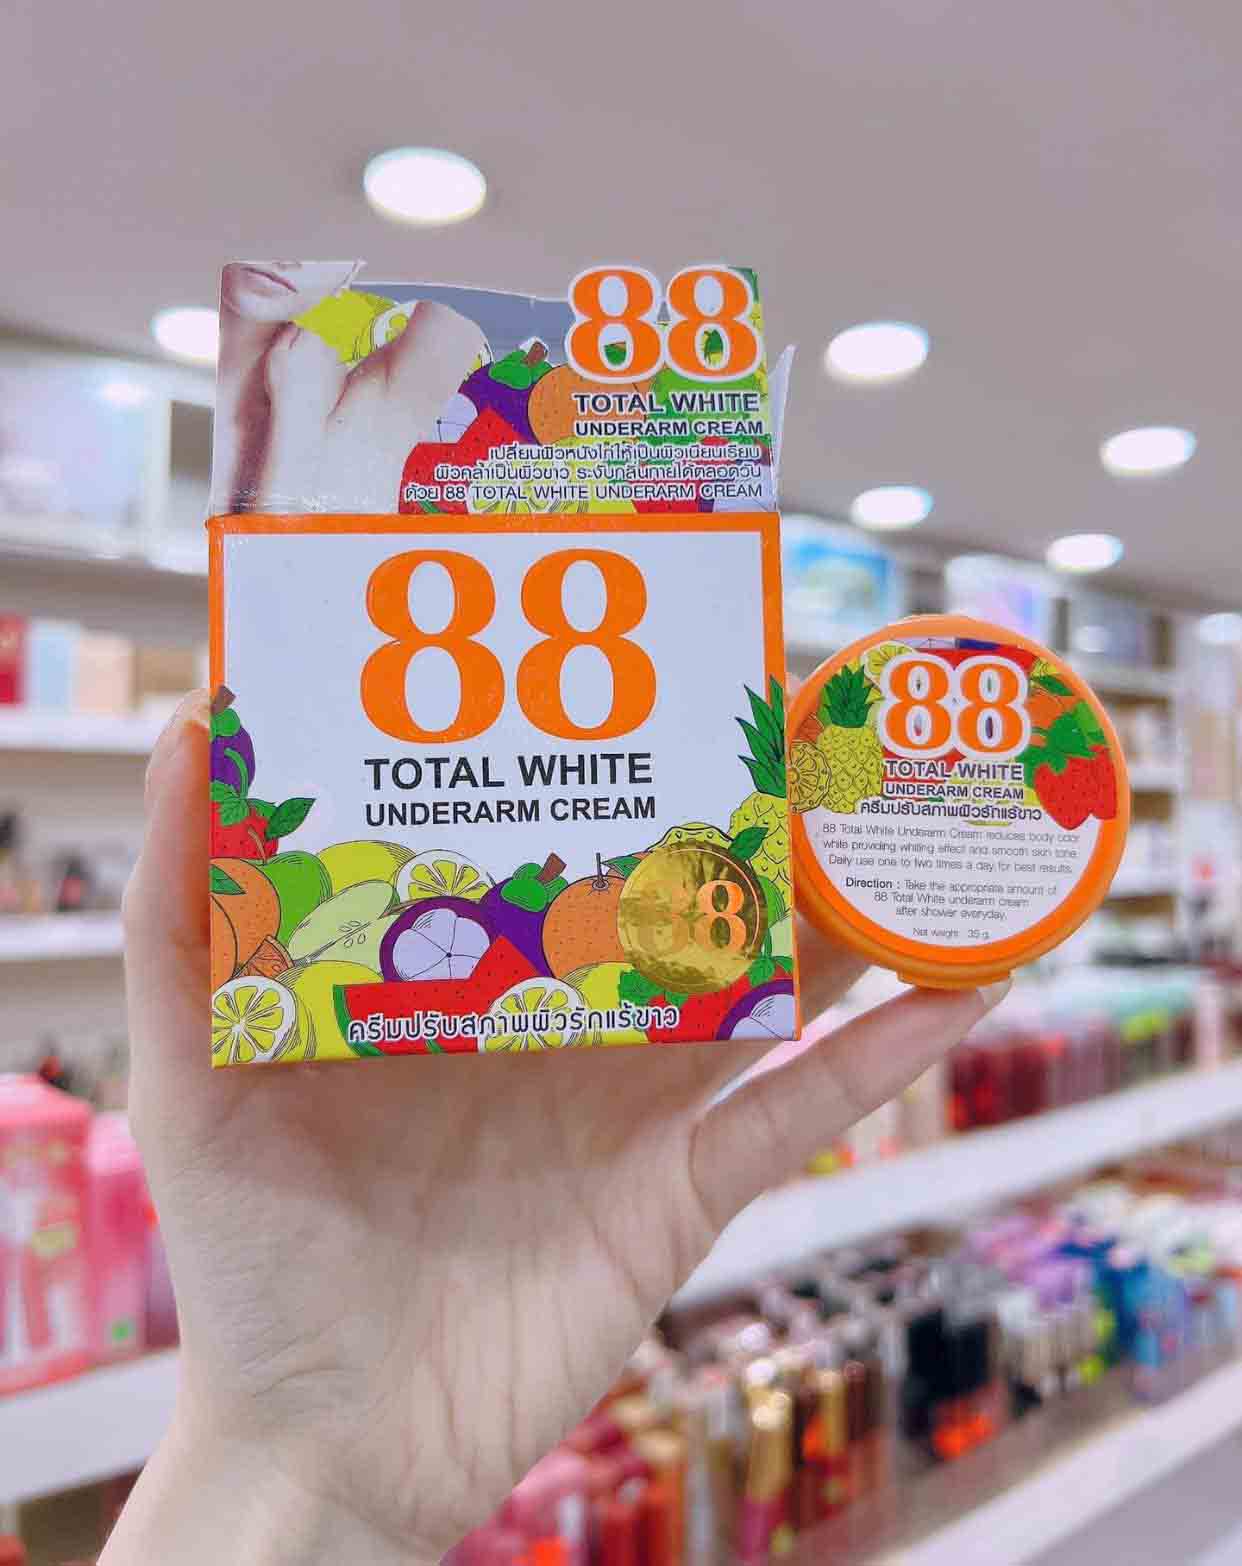 88
TOTAL WHITE
UNDERARM CREAM
เปลี่ยนผิวหนังไก่ให้เป็นผิวเนียนเรียบ
ผิวคล้ำเป็นผิวขาว ระงับกลิ่นกายได้ตลอดวัน
ด้วย 88 TOTAL WHITE UNDERARM CREAM
88
TOTAL WHITE
UNDERARM CREAM
88
ครีมปรับสภาพผิวรักแร้ขาว
88
TOTAL WHITE
UNDERARM CREAM
ครีมปรับสภาพผิวรักแร้ขาว
88 Total White Underarm Cream reduces body odor
while providing whiting effect and smooth skin tone.
Daily use one to two times a day for best results.
Direction : Take the appropriate amount of
88 Total White underarm cream
after shower everyday.
Net weight 35 g.